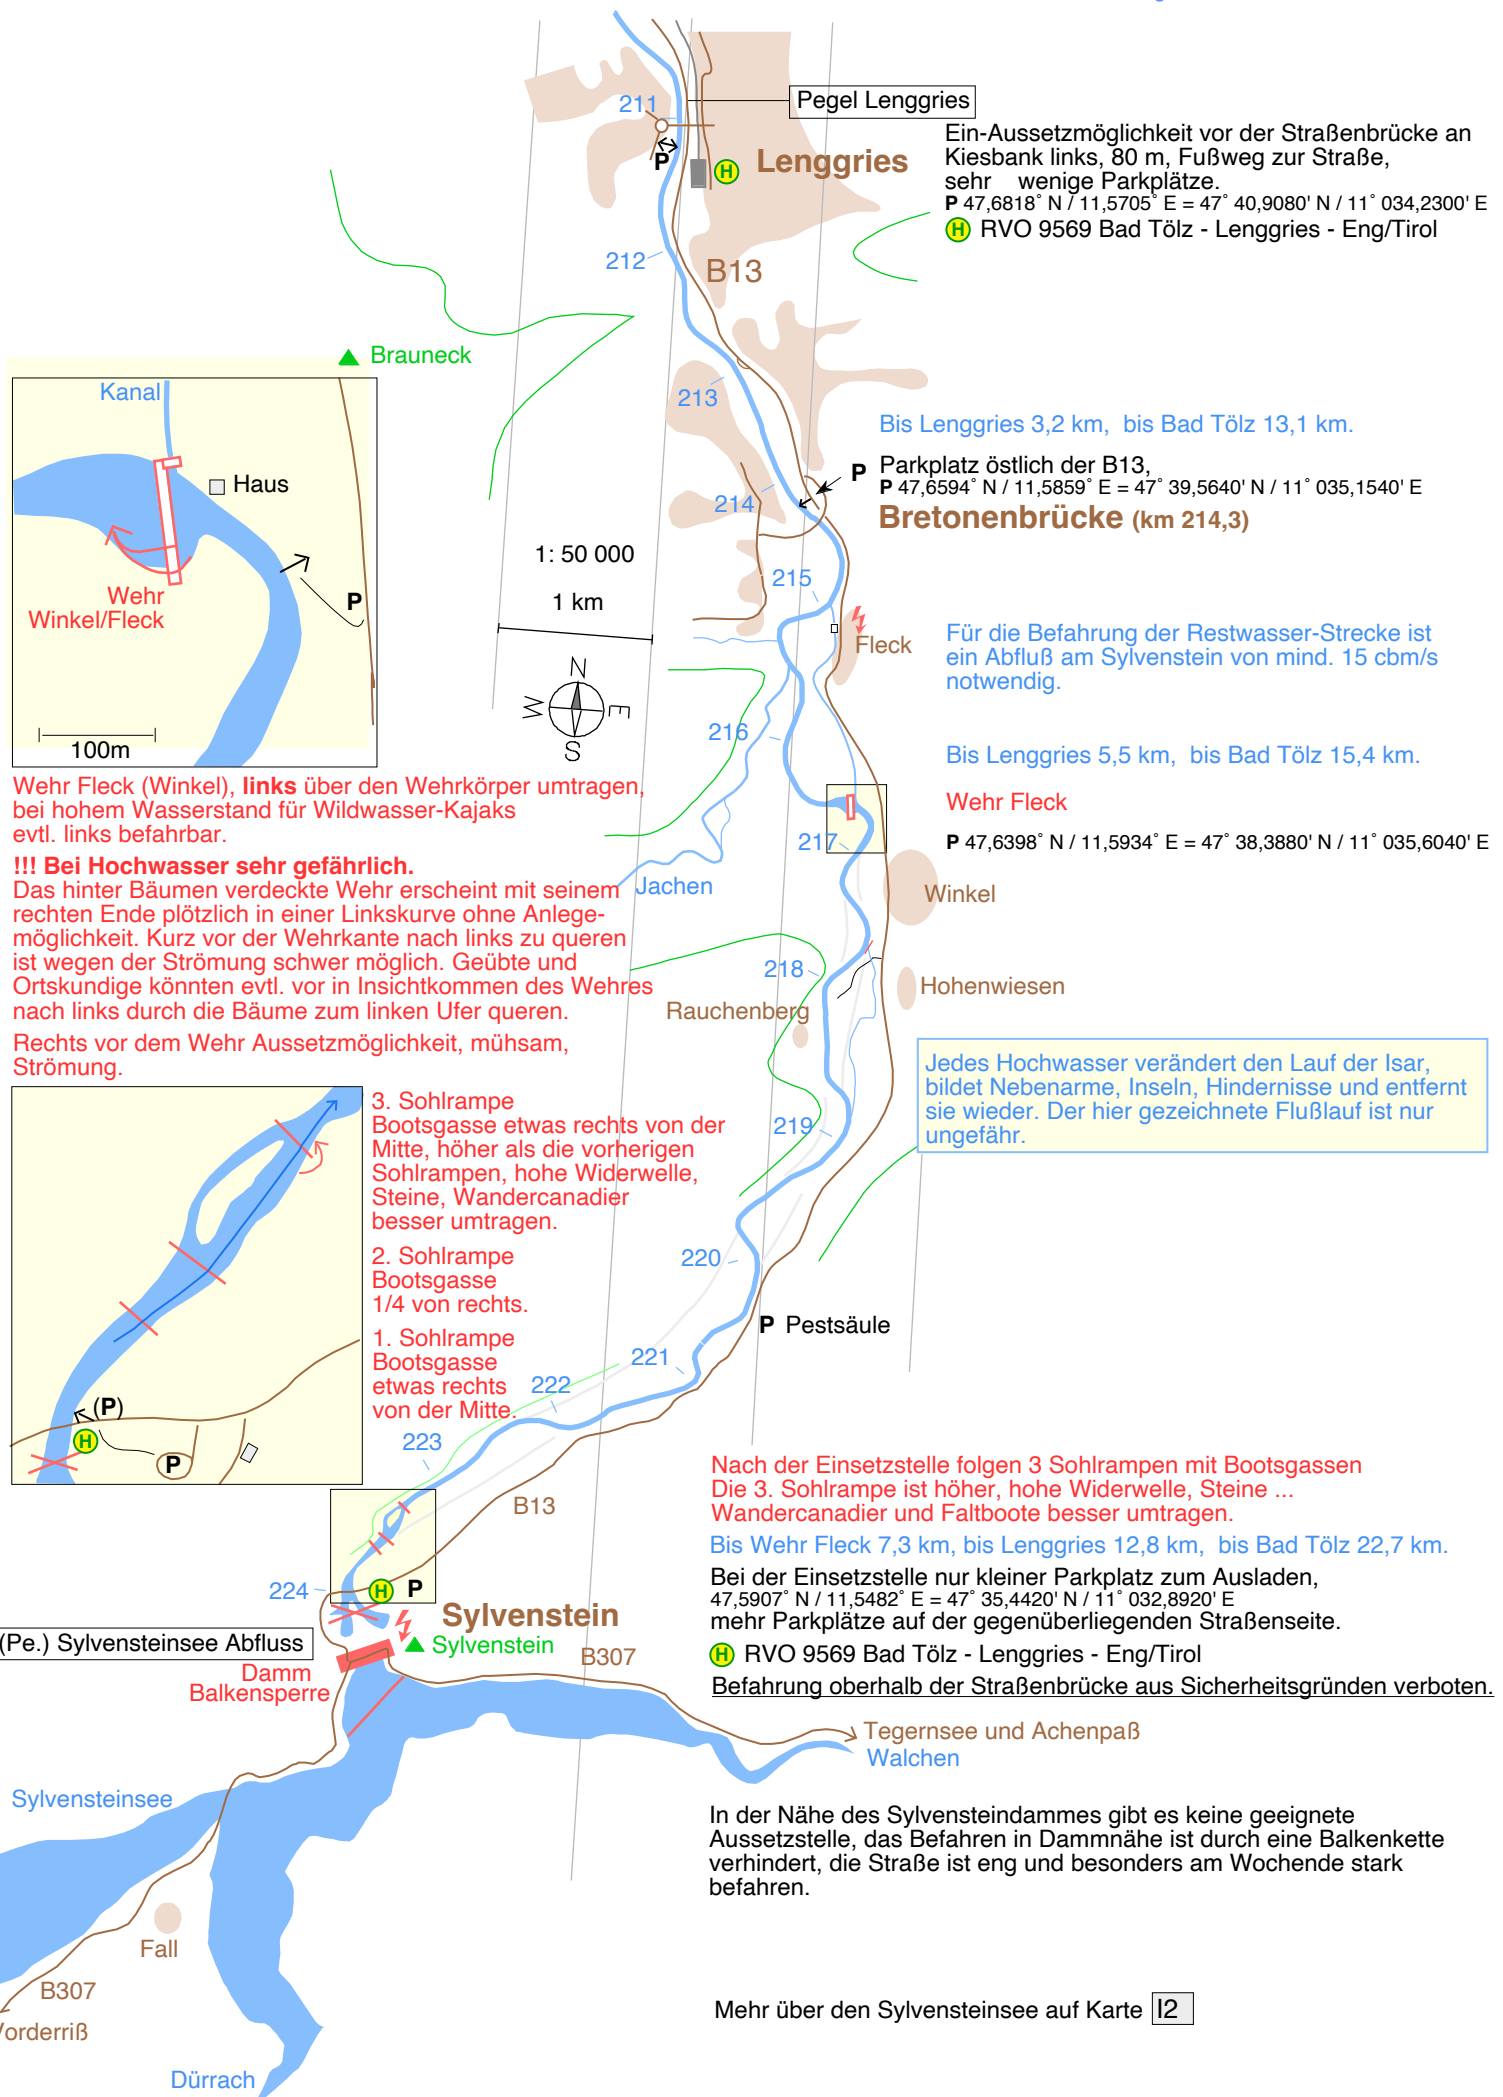 211
Pegel Lenggries
P
H
Lenggries
Ein-Aussetzmöglichkeit vor der Straßenbrücke an
Kiesbank links, 80 m, Fußweg zur Straße,
sehr wenige Parkplätze.
P 47,6818° N / 11,5705° E = 47° 40,9080' N / 11° 034,2300' E
H RVO 9569 Bad Tölz - Lenggries - Eng/Tirol
212
B13
Brauneck
213
Kanal
Haus
Wehr
Winkel/Fleck
P
100m
Bis Lenggries 3,2 km, bis Bad Tölz 13,1 km.
P Parkplatz östlich der B13,
P 47,6594° N / 11,5859° E = 47° 39,5640' N / 11° 035,1540' E
Bretonenbrücke (km 214,3)
214
1: 50 000
1 km
N
W
E
S
215
Fleck
Für die Befahrung der Restwasser-Strecke ist
ein Abfluß am Sylvenstein von mind. 15 cbm/s
notwendig.
216
Bis Lenggries 5,5 km, bis Bad Tölz 15,4 km.
Wehr Fleck
P 47,6398° N / 11,5934° E = 47° 38,3880' N / 11° 035,6040' E
217
Wehr Fleck (Winkel), links über den Wehrkörper umtragen,
bei hohem Wasserstand für Wildwasser-Kajaks
evtl. links befahrbar.
!!! Bei Hochwasser sehr gefährlich.
Das hinter Bäumen verdeckte Wehr erscheint mit seinem
rechten Ende plötzlich in einer Linkskurve ohne Anlege-
möglichkeit. Kurz vor der Wehrkante nach links zu queren
ist wegen der Strömung schwer möglich. Geübte und
Ortskundige könnten evtl. vor in Insichtkommen des Wehres
nach links durch die Bäume zum linken Ufer queren.
Rechts vor dem Wehr Aussetzmöglichkeit, mühsam,
Strömung.
Jachen
Winkel
218
Hohenwiesen
Rauchenberg
Jedes Hochwasser verändert den Lauf der Isar,
bildet Nebenarme, Inseln, Hindernisse und entfernt
sie wieder. Der hier gezeichnete Flußlauf ist nur
ungefähr.
219
3. Sohlrampe
Bootsgasse etwas rechts von der
Mitte, höher als die vorherigen
Sohlrampen, hohe Widerwelle,
Steine, Wandercanadier
besser umtragen.
2. Sohlrampe
Bootsgasse
1/4 von rechts.
1. Sohlrampe
Bootsgasse
etwas rechts
von der Mitte.
(P)
H
P
220
P Pestsäule
221
222
223
B13
Nach der Einsetzstelle folgen 3 Sohlrampen mit Bootsgassen
Die 3. Sohlrampe ist höher, hohe Widerwelle, Steine ...
Wandercanadier und Faltboote besser umtragen.
Bis Wehr Fleck 7,3 km, bis Lenggries 12,8 km, bis Bad Tölz 22,7 km.
Bei der Einsetzstelle nur kleiner Parkplatz zum Ausladen,
47,5907° N / 11,5482° E = 47° 35,4420' N / 11° 032,8920' E
mehr Parkplätze auf der gegenüberliegenden Straßenseite.
H RVO 9569 Bad Tölz - Lenggries - Eng/Tirol
Befahrung oberhalb der Straßenbrücke aus Sicherheitsgründen verboten.
224
H P
Sylvenstein
Sylvenstein
(Pe.) Sylvensteinsee Abfluss
Damm
Balkensperre
B307
Tegernsee und Achenpaß
Walchen
Sylvensteinsee
In der Nähe des Sylvensteindammes gibt es keine geeignete
Aussetzstelle, das Befahren in Dammnähe ist durch eine Balkenkette
verhindert, die Straße ist eng und besonders am Wochende stark
befahren.
Fall
B307
Vorderriß
Dürrach
Mehr über den Sylvensteinsee auf Karte I2